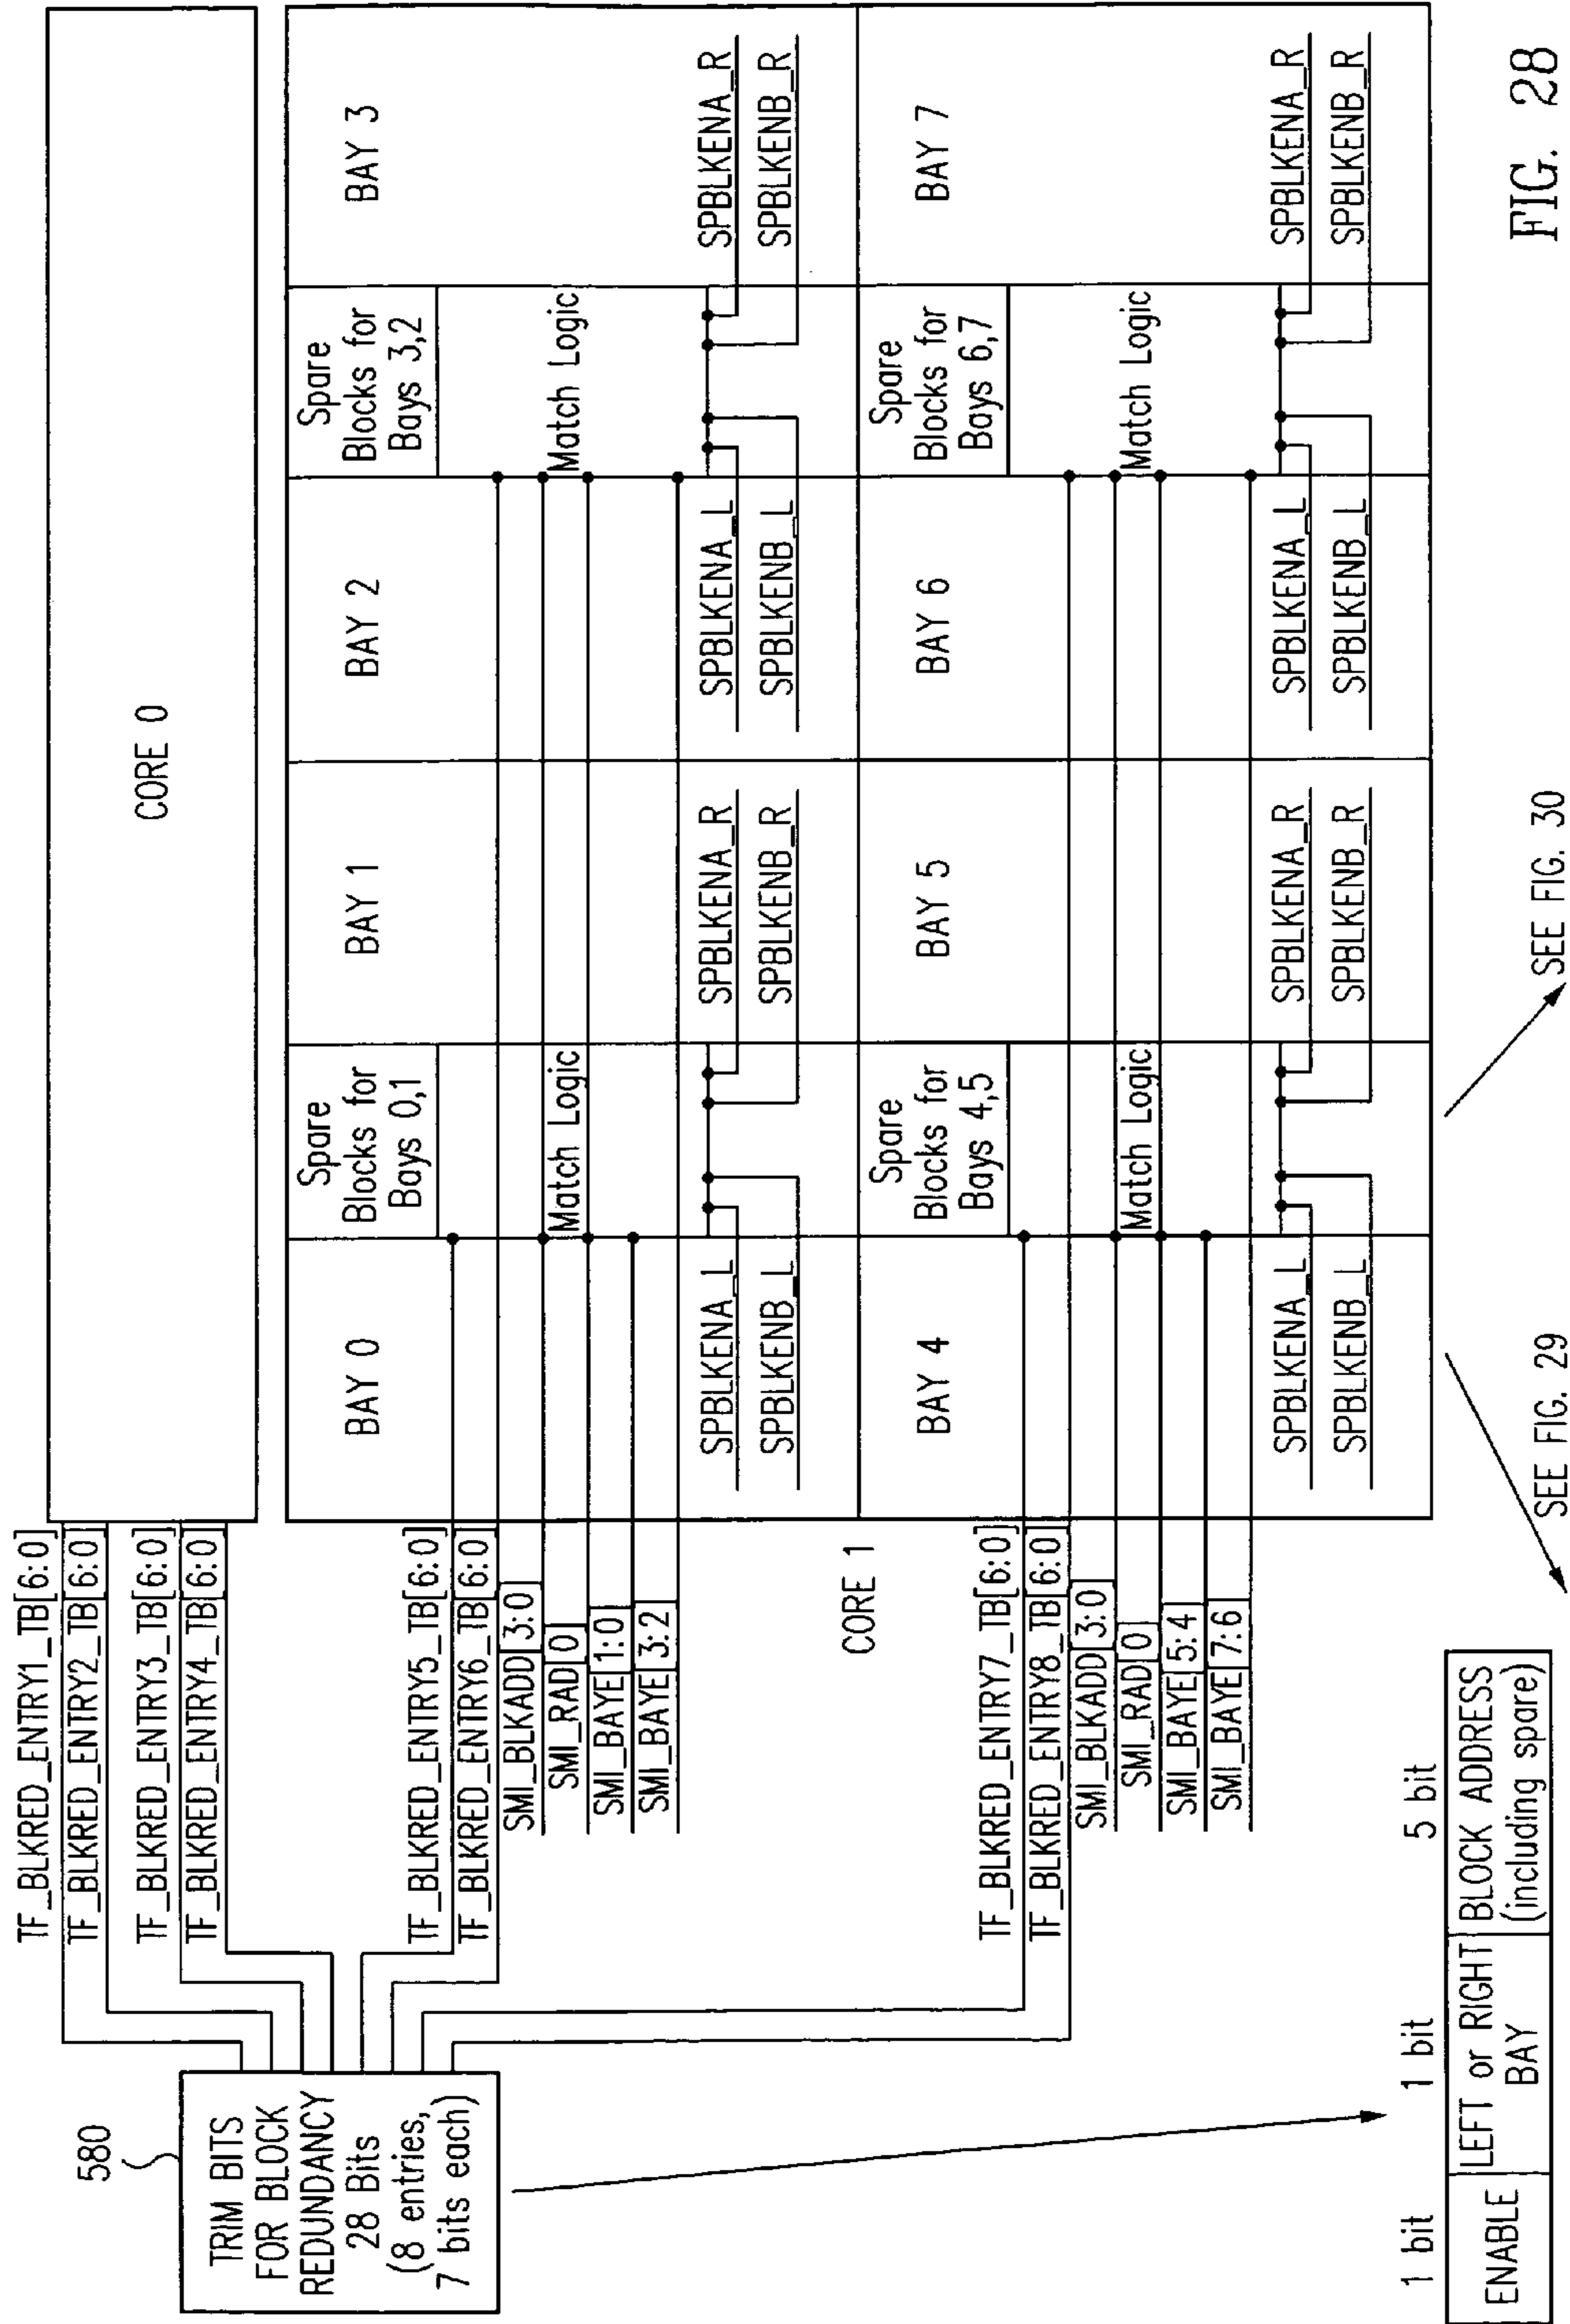 580
TRIM BITS
FOR BLOCK
REDUNDANCY
28 Bits
(8 entries,
7 bits each)
TF_BLKRED_ENTRY1_TB[6:0]
TF_BLKRED_ENTRY2_TB[6:0]
TF_BLKRED_ENTRY3_TB[6:0]
TF_BLKRED_ENTRY4_TB[6:0]
CORE 0
TF_BLKRED_ENTRY5_TB[6:0]
TF_BLKRED_ENTRY6_TB[6:0]
SMI_BLKADD[3:0]
SMI_RAD[0]
SMI_BAYE[1:0]
SMI_BAYE[3:2]
CORE 1
BAY 0
SPBLKENA_L
SPBLKENB_L
Spare
Blocks for
Bays 0,1
Match Logic
BAY 1
SPBLKENA_R
SPBLKENB_R
BAY 2
SPBLKENA_L
SPBLKENB_L
Spare
Blocks for
Bays 3,2
Match Logic
BAY 3
SPBLKENA_R
SPBLKENB_R
TF_BLKRED_ENTRY7_TB[6:0]
TF_BLKRED_ENTRY8_TB[6:0]
SMI_BLKADD[3:0]
SMI_RAD[0]
SMI_BAYE[5:4]
SMI_BAYE[7:6]
BAY 4
SPBLKENA_L
SPBLKENB_L
Spare
Blocks for
Bays 4,5
Match Logic
BAY 5
SPBLKENA_R
SPBLKENB_R
BAY 6
SPBLKENA_L
SPBLKENB_L
Spare
Blocks for
Bays 6,7
Match Logic
BAY 7
SPBLKENA_R
SPBLKENB_R
1 bit
1 bit
5 bit
ENABLE
LEFT or RIGHT
BAY
BLOCK ADDRESS
(including spare)
SEE FIG. 29
SEE FIG. 30
FIG. 28